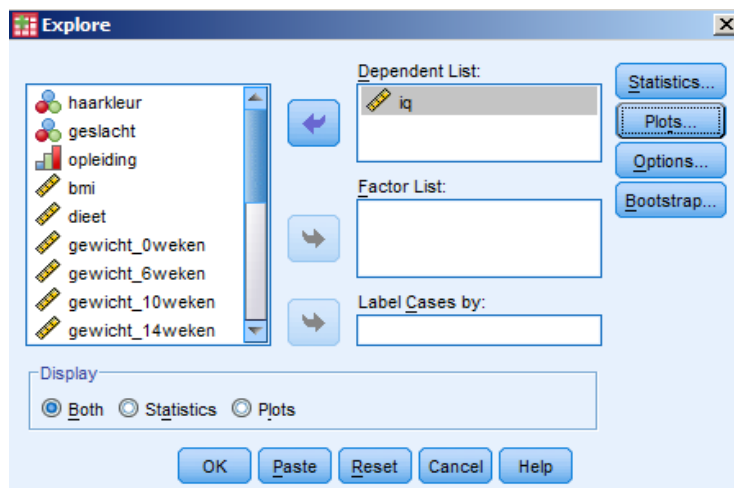 Explore
haarkleur
geslacht
opleiding
bmi
dieet
gewicht_0weken
gewicht_6weken
gewicht_10weken
gewicht_14weken
Dependent List:
iq
Factor List:
Label Cases by:
Statistics...
Plots...
Options...
Bootstrap...
Display
Both
Statistics
Plots
OK
Paste
Reset
Cancel
Help